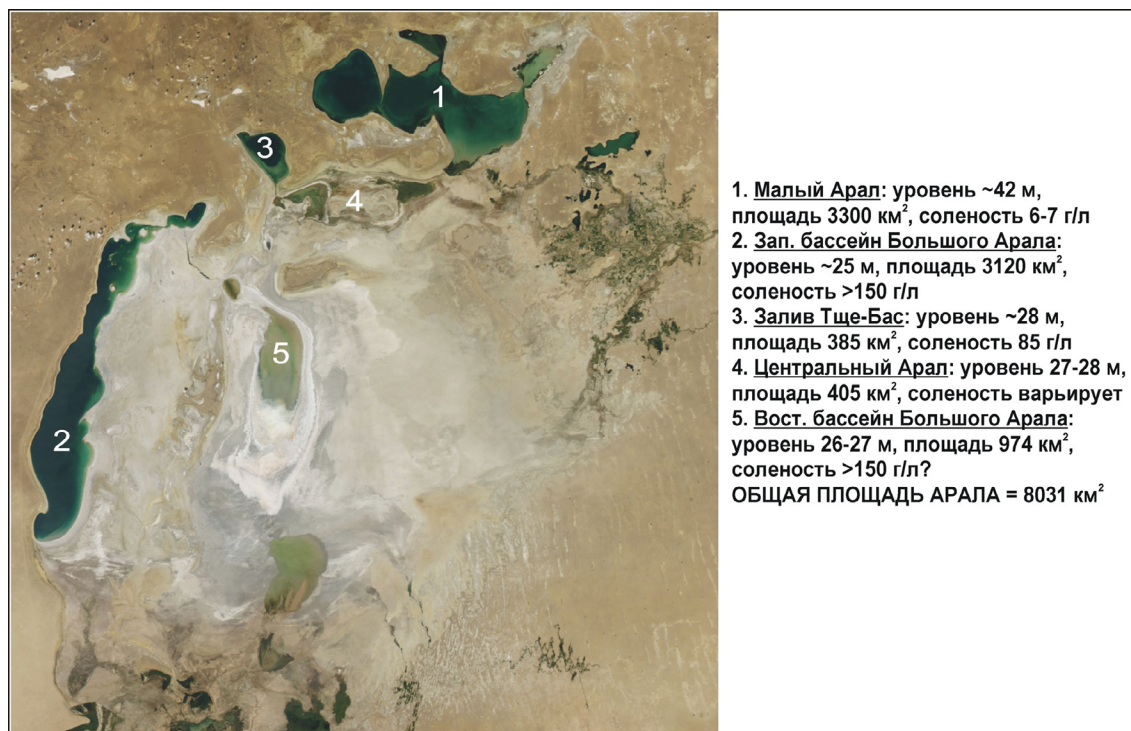 1
3
4
5
2
1. Малый Арал: уровень ~42 м,
площадь 3300 км², соленость 6-7 г/л
2. Зап. бассейн Большого Арала:
уровень ~25 м, площадь 3120 км²,
соленость >150 г/л
3. Залив Тще-Бас: уровень ~28 м,
площадь 385 км², соленость 85 г/л
4. Центральный Арал: уровень 27-28 м,
площадь 405 км², соленость варьирует
5. Вост. бассейн Большого Арала:
уровень 26-27 м, площадь 974 км²,
соленость >150 г/л?
ОБЩАЯ ПЛОЩАДЬ АРАЛА = 8031 км²